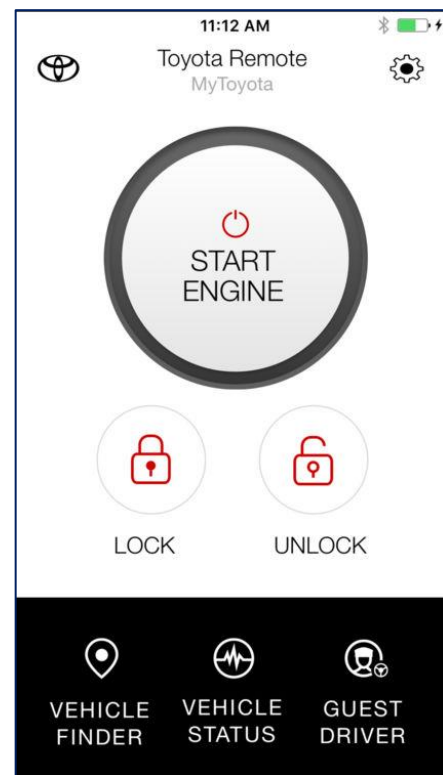 11:12 AM
Toyota Remote
MyToyota
START
ENGINE
LOCK UNLOCK
VEHICLE
FINDER
VEHICLE
STATUS
GUEST
DRIVER